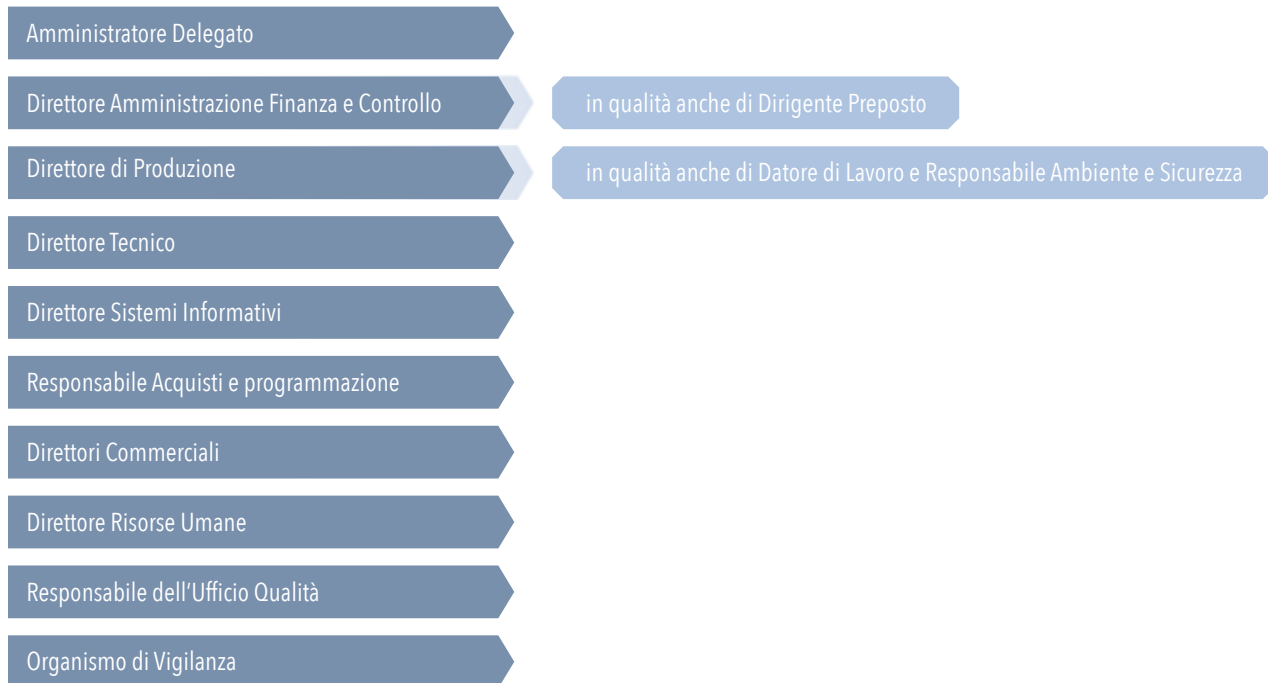 Amministratore Delegato
Direttore Amministrazione Finanza e Controllo
in qualità anche di Dirigente Preposto
Direttore di Produzione
in qualità anche di Datore di Lavoro e Responsabile Ambiente e Sicurezza
Direttore Tecnico
Direttore Sistemi Informativi
Responsabile Acquisti e programmazione
Direttori Commerciali
Direttore Risorse Umane
Responsabile dell’Ufficio Qualità
Organismo di Vigilanza